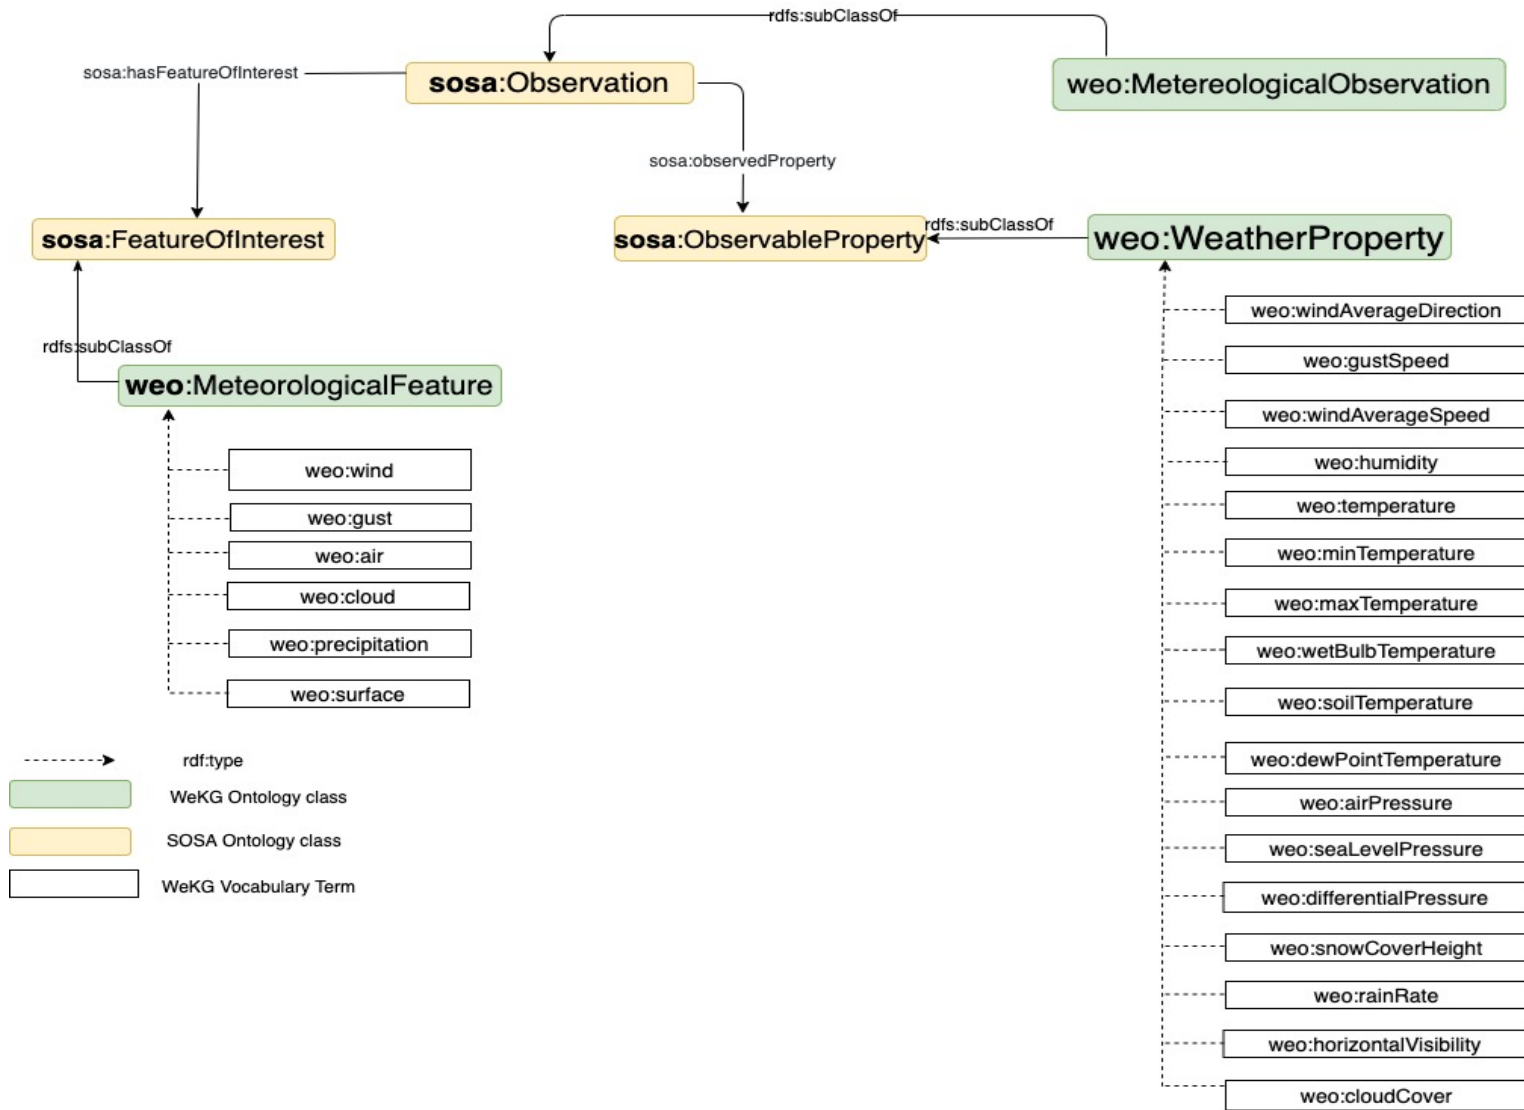 rdfs:subClassOf
sosa:hasFeatureOfInterest
sosa:Observation
weo:MetereologicalObservation
sosa:observedProperty
sosa:FeatureOfInterest
sosa:ObservableProperty
rdfs:subClassOf
weo:WeatherProperty
rdfs:subClassOf
weo:MeteorologicalFeature
weo:wind
weo:gust
weo:air
weo:cloud
weo:precipitation
weo:surface
weo:windAverageDirection
weo:gustSpeed
weo:windAverageSpeed
weo:humidity
weo:temperature
weo:minTemperature
weo:maxTemperature
weo:wetBulbTemperature
weo:soilTemperature
weo:dewPointTemperature
weo:airPressure
weo:seaLevelPressure
weo:differentialPressure
weo:snowCoverHeight
weo:rainRate
weo:horizontalVisibility
weo:cloudCover
rdf:type
WeKG Ontology class
SOSA Ontology class
WeKG Vocabulary Term